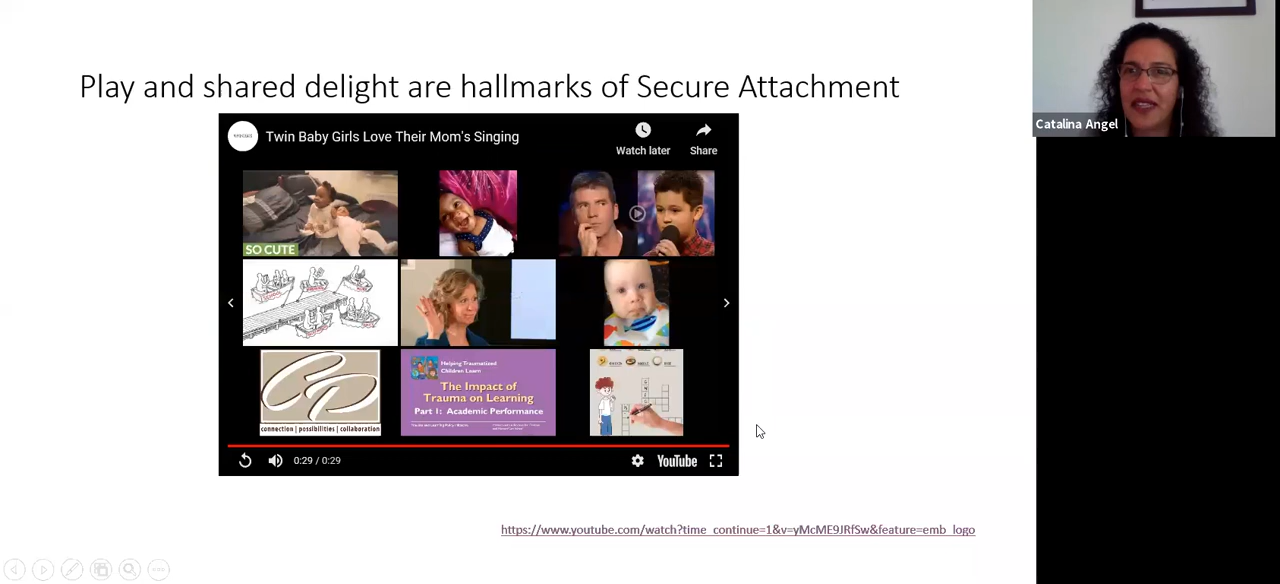 Play and shared delight are hallmarks of Secure Attachment
Catalina Angel
Twin Baby Girls Love Their Mom's Singing
Watch later
Share
SO CUTE
Helping Traumatized
Children Learn
The Impact of
Trauma on Learning
Part 1: Academic Performance
connection | possibilities | collaboration
0:29 / 0:29
YouTube
https://www.youtube.com/watch?time_continue=1&v=yMcME9JRfSw&feature=emb_logo